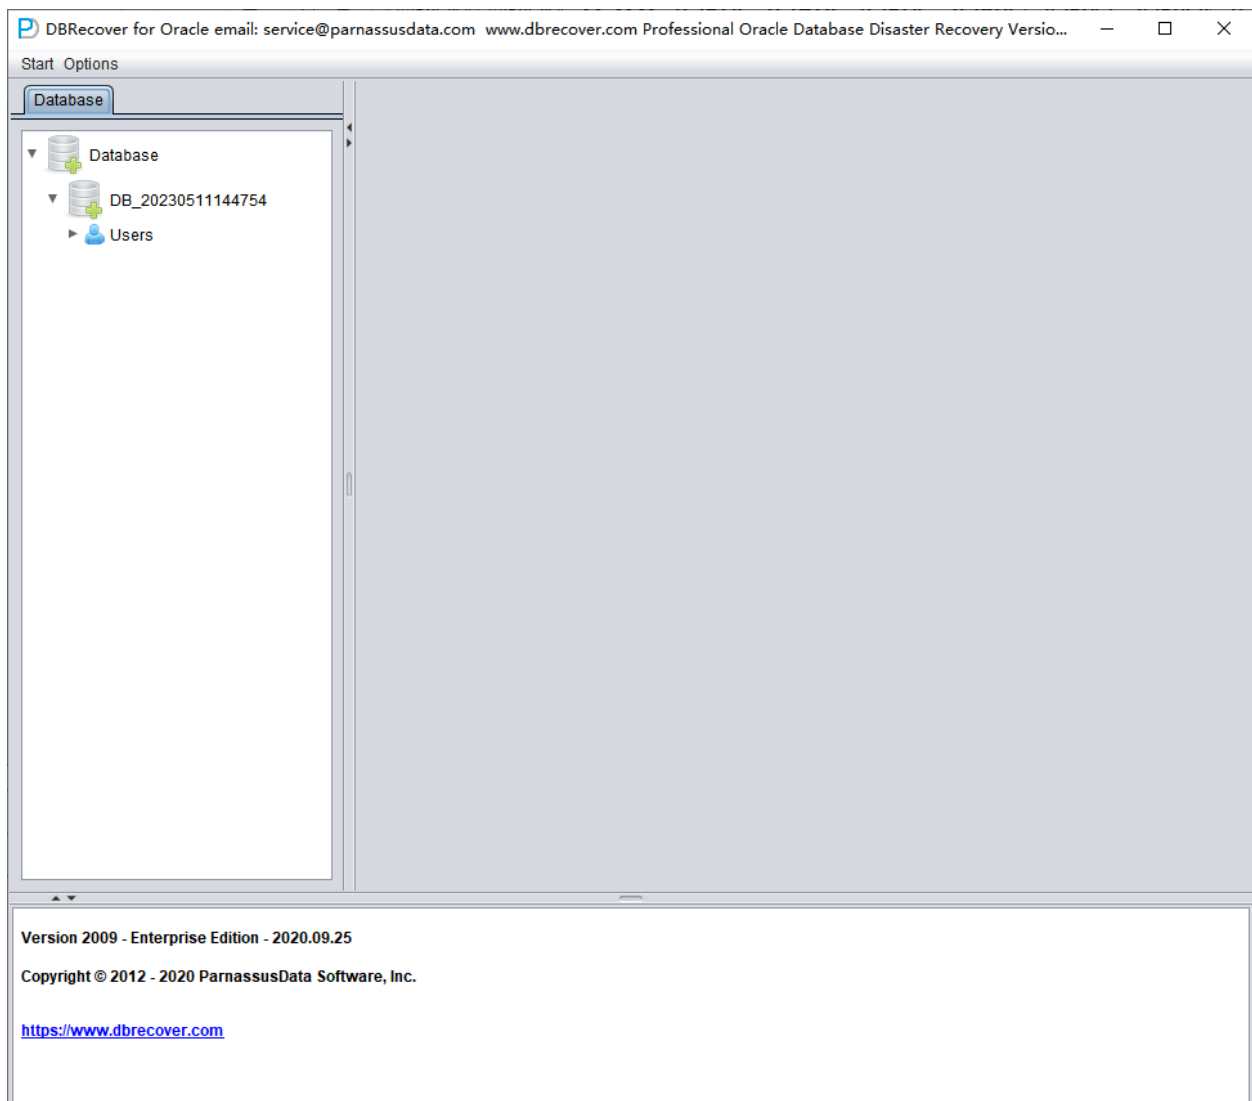 DBRecover for Oracle email: service@parnassusdata.com www.dbrecover.com Professional Oracle Database Disaster Recovery Versio...
Start Options
Database
Database
DB_20230511144754
Users
Version 2009 - Enterprise Edition - 2020.09.25
Copyright © 2012 - 2020 ParnassusData Software, Inc.
https://www.dbrecover.com